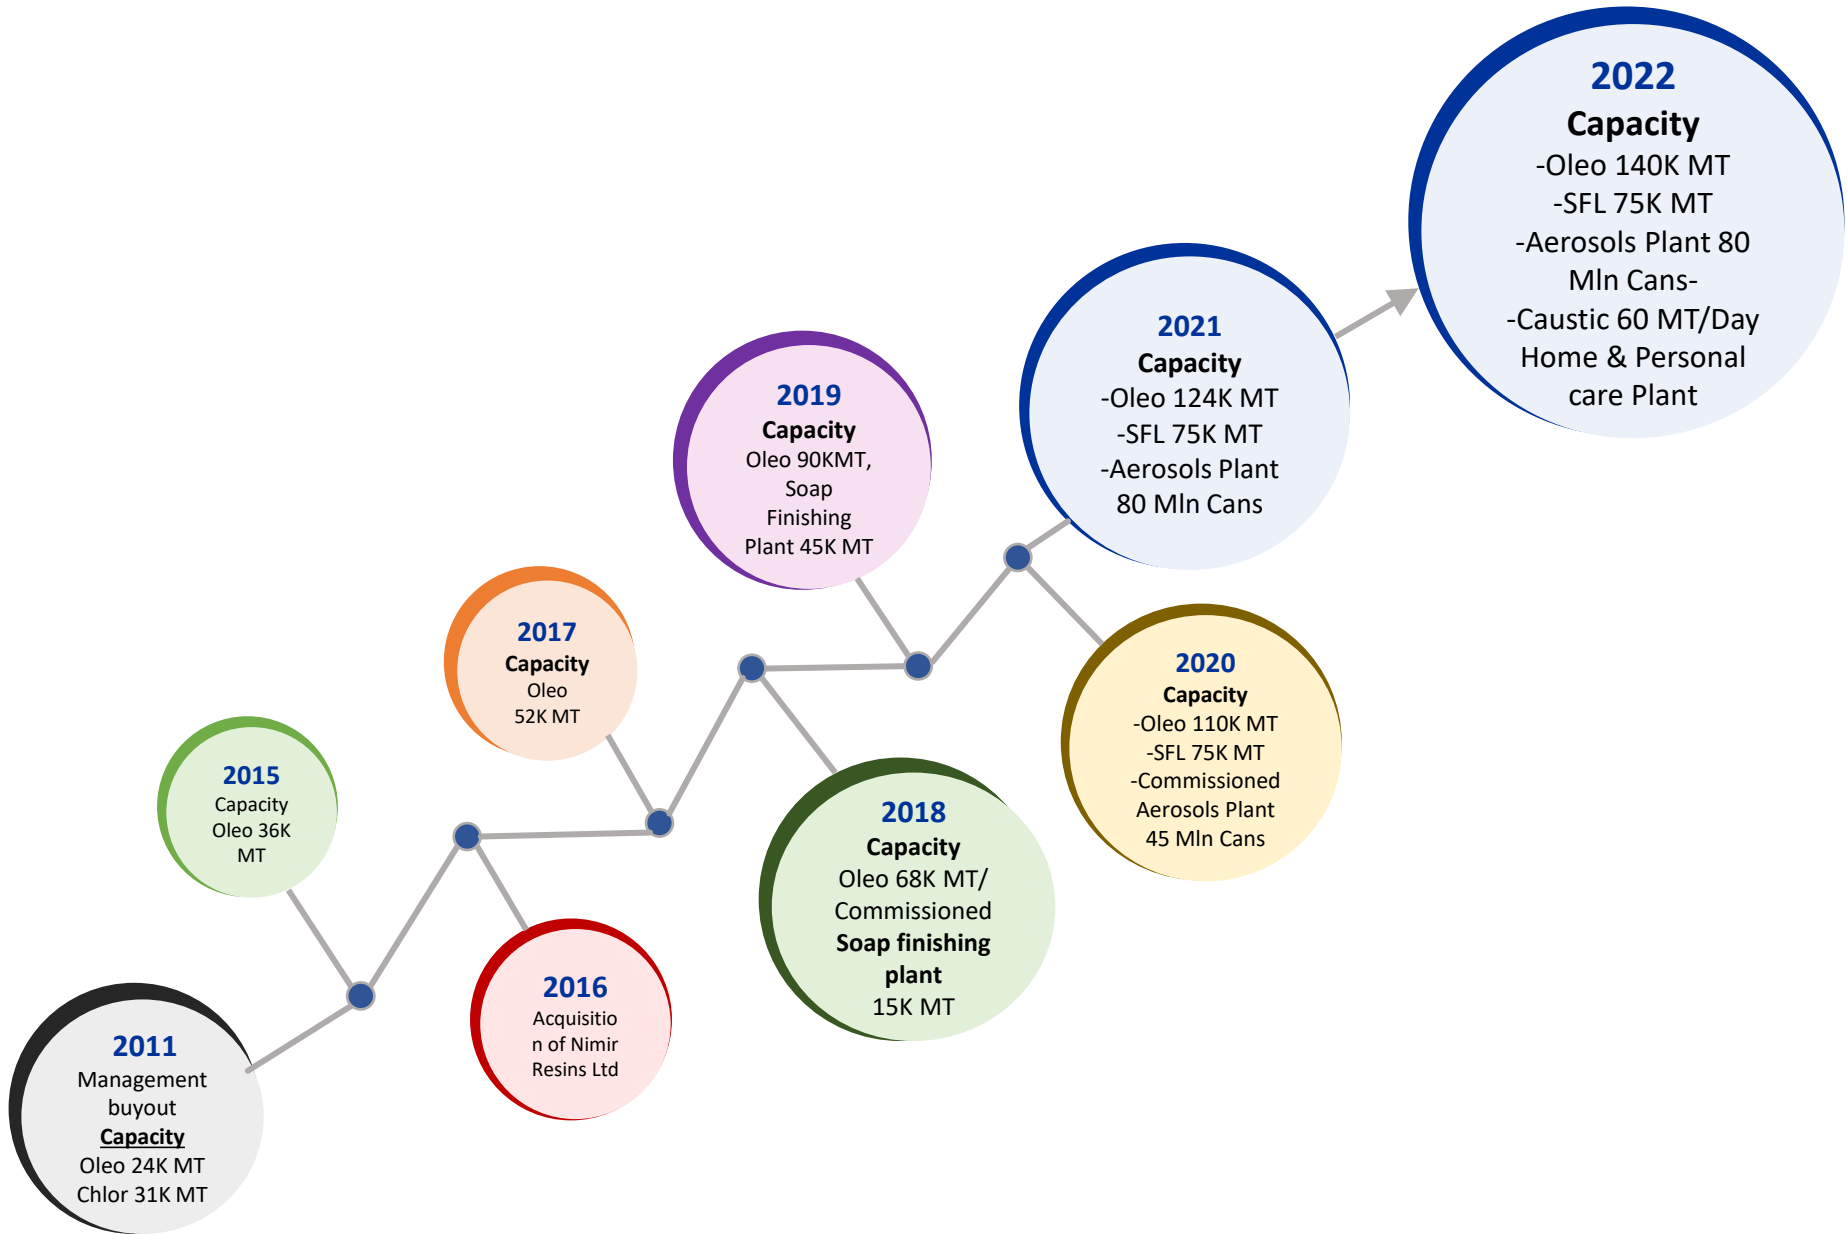 2011
Management
buyout
Capacity
Oleo 24K MT
Chlor 31K MT
2015
Capacity
Oleo 36K
MT
2016
Acquisitio
n of Nimir
Resins Ltd
2017
Capacity
Oleo
52K MT
2018
Capacity
Oleo 68K MT/
Commissioned
Soap finishing
plant
15K MT
2019
Capacity
Oleo 90KMT,
Soap
Finishing
Plant 45K MT
2020
Capacity
-Oleo 110K MT
-SFL 75K MT
-Commissioned
Aerosols Plant
45 Mln Cans
2021
Capacity
-Oleo 124K MT
-SFL 75K MT
-Aerosols Plant
80 Mln Cans
2022
Capacity
-Oleo 140K MT
-SFL 75K MT
-Aerosols Plant 80
Mln Cans-
-Caustic 60 MT/Day
Home & Personal
care Plant